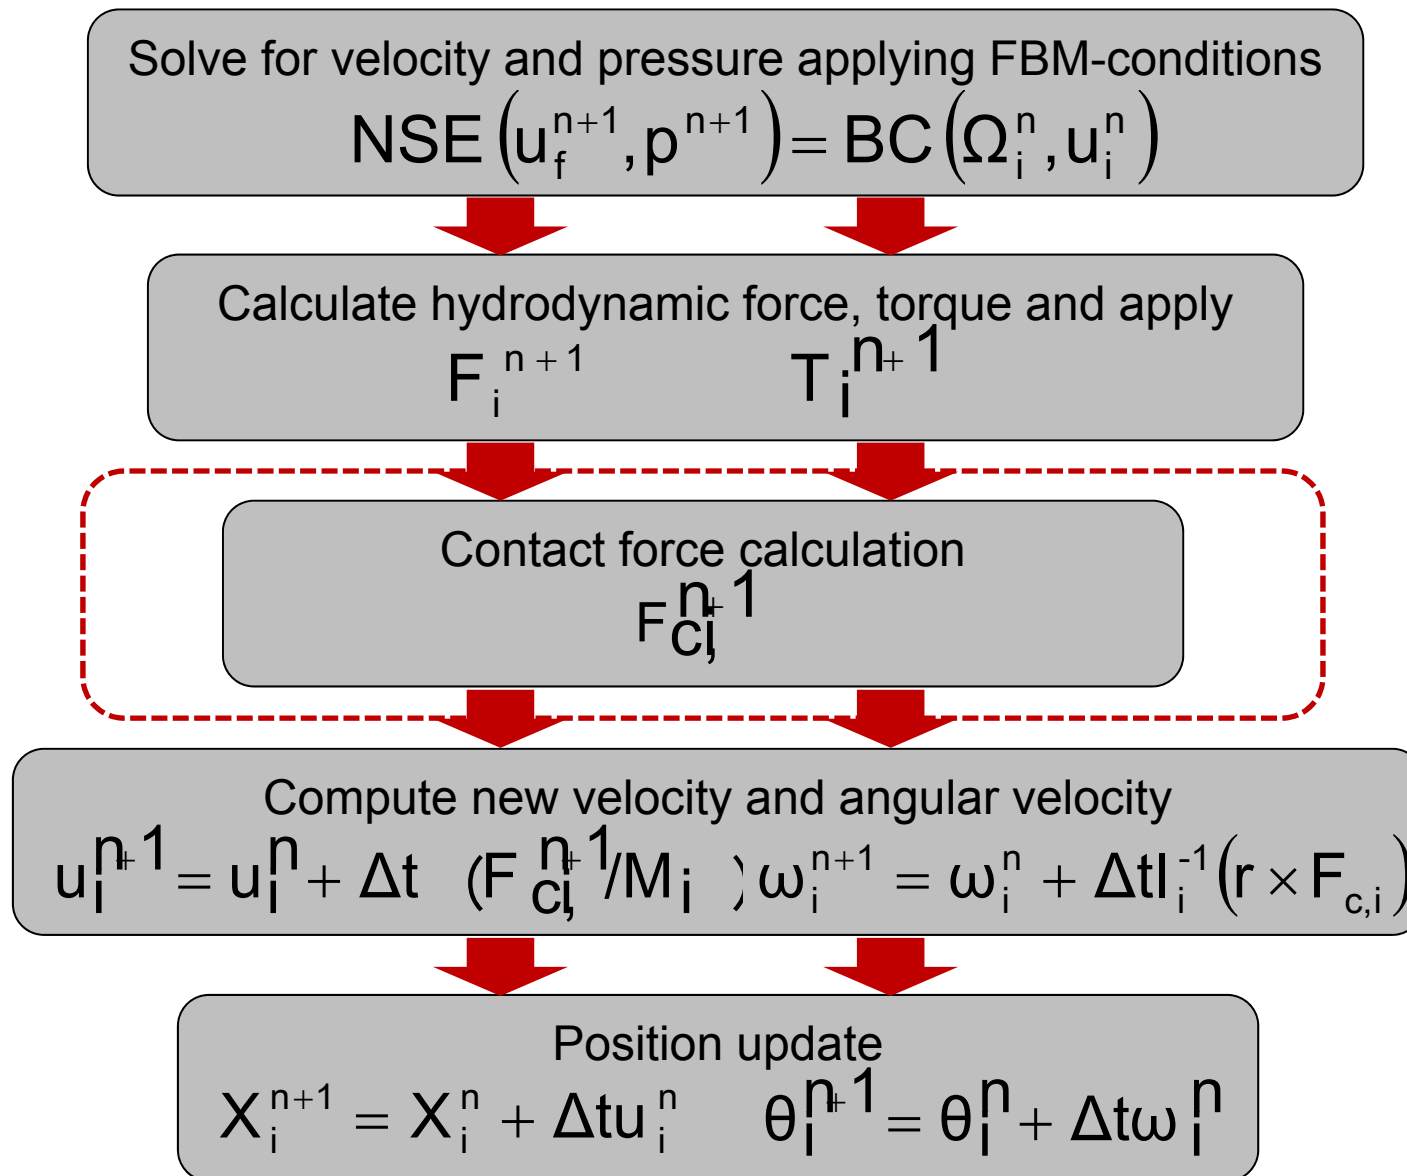 Solve for velocity and pressure applying FBM-conditions
NSE(u_f^{n+1}, p^{n+1}) = BC(Ω_i^n, u_i^n)
Calculate hydrodynamic force, torque and apply
F_i^{n+1} T_i^{n+1}
Contact force calculation
F_{c,i}^{n+1}
Compute new velocity and angular velocity
u_i^{n+1} = u_i^n + Δt (F_{c,i}^{n+1}/M_i) ω_i^{n+1} = ω_i^n + ΔtI_i^{-1}(r × F_{c,i})
Position update
X_i^{n+1} = X_i^n + Δtu_i^n θ_i^{n+1} = θ_i^n + Δtω_i^n